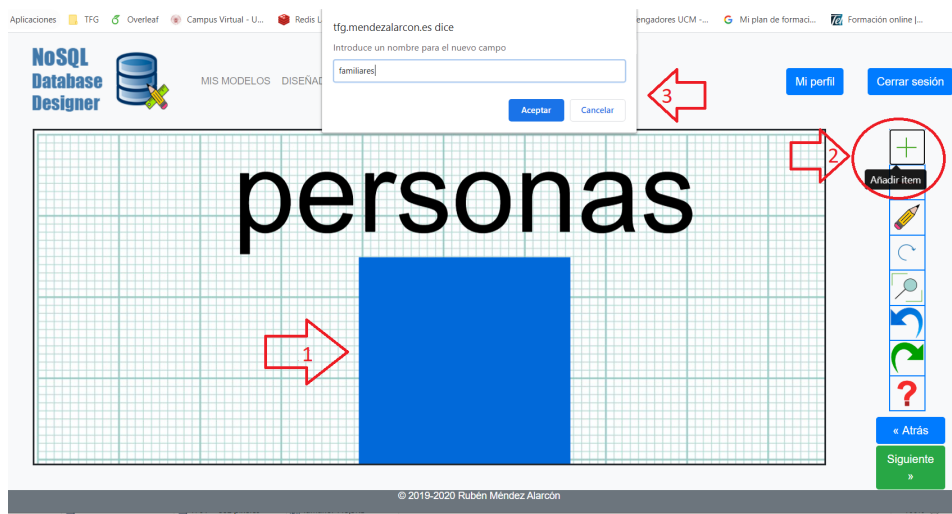 Aplicaciones TFG Overleaf Campus Virtual - U... Redis L
engadores UCM -... Mi plan de formaci... Formación online |...
tfg.mendezalarcon.es dice
Introduce un nombre para el nuevo campo
familiares
Aceptar Cancelar
3
NoSQL
Database
Designer
MIS MODELOS DISEÑAD
Mi perfil Cerrar sesión
2
Añadir item
personas
1
?
« Atrás
Siguiente
»
© 2019-2020 Rubén Méndez Alarcón